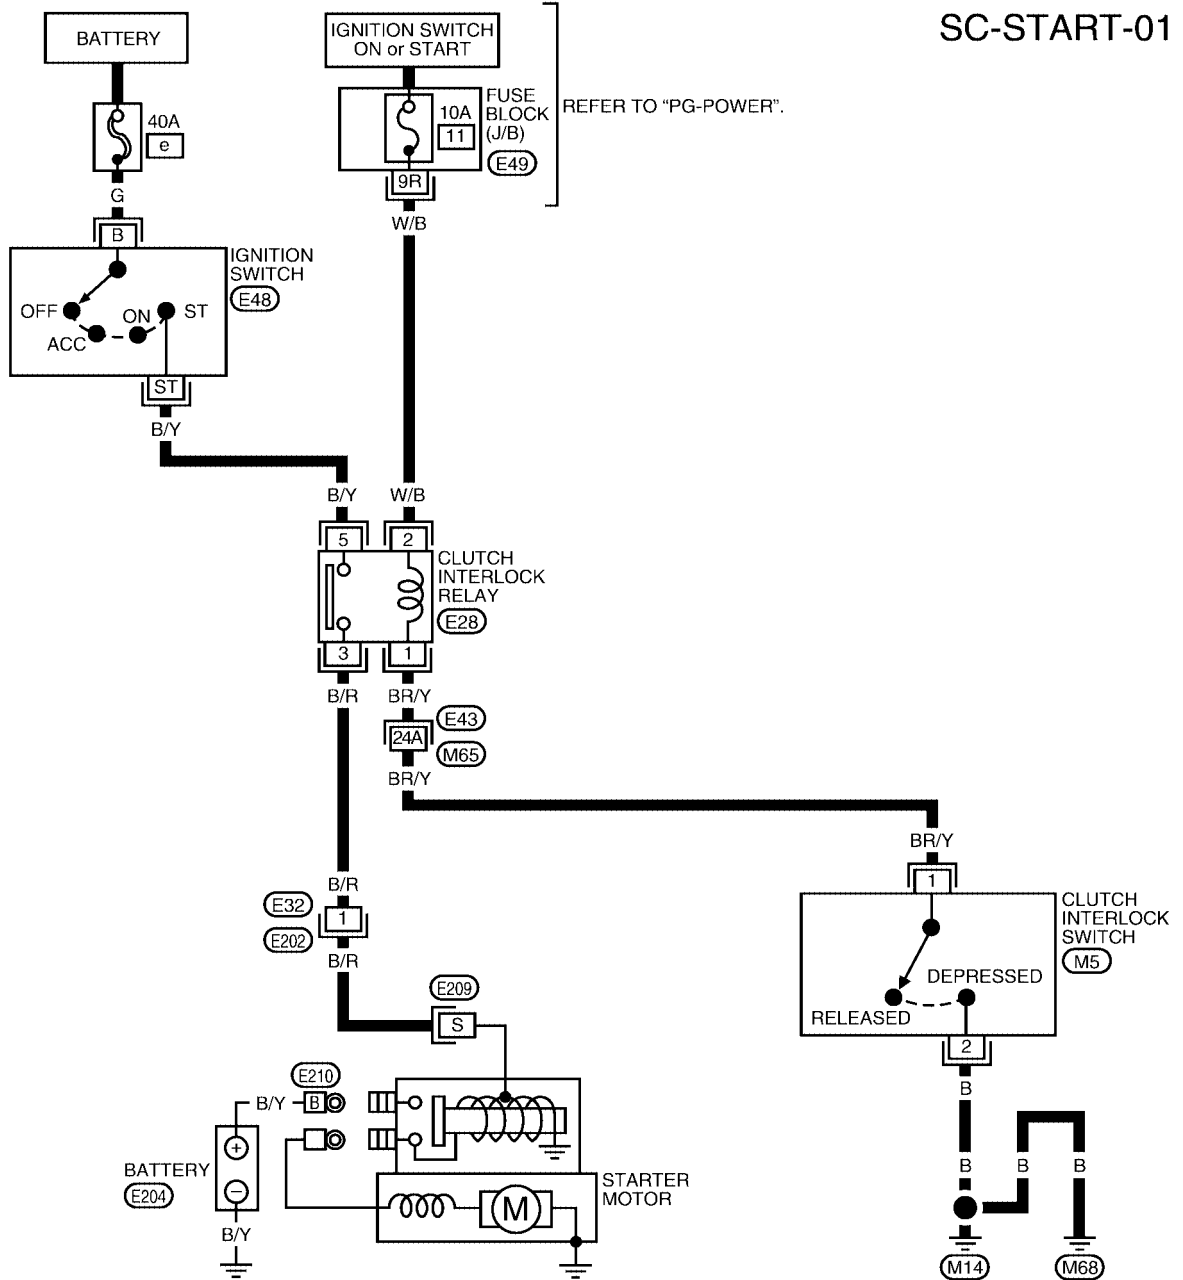 SC-START-01
BATTERY
IGNITION SWITCH
ON or START
40A
e
10A
11
FUSE
BLOCK
(J/B)
E49
REFER TO “PG-POWER”.
9R
G
W/B
B
IGNITION
SWITCH
E48
OFF
ACC
ON
ST
ST
B/Y
B/Y
W/B
5
2
CLUTCH
INTERLOCK
RELAY
E28
3
1
B/R
BR/Y
E43
24A
M65
BR/Y
BR/Y
1
CLUTCH
INTERLOCK
SWITCH
M5
DEPRESSED
RELEASED
2
B/R
E32
1
E202
B/R
E209
S
E210
B/Y
B
B
B
B
B
BATTERY
E204
+
−
B/Y
STARTER
MOTOR
M
M14
M68